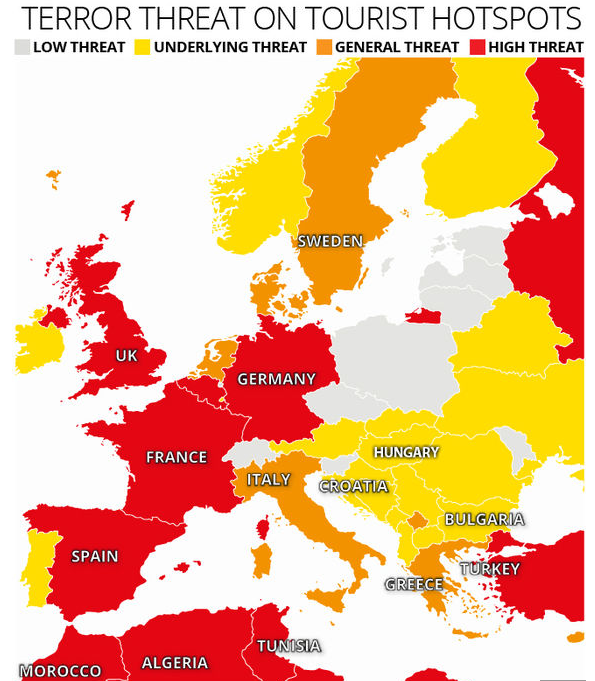 TERROR THREAT ON TOURIST HOTSPOTS
LOW THREAT UNDERLYING THREAT GENERAL THREAT HIGH THREAT
SWEDEN
UK
GERMANY
FRANCE
HUNGARY
ITALY
CROATIA
BULGARIA
SPAIN
TURKEY
GREECE
TUNISIA
ALGERIA
MOROCCO